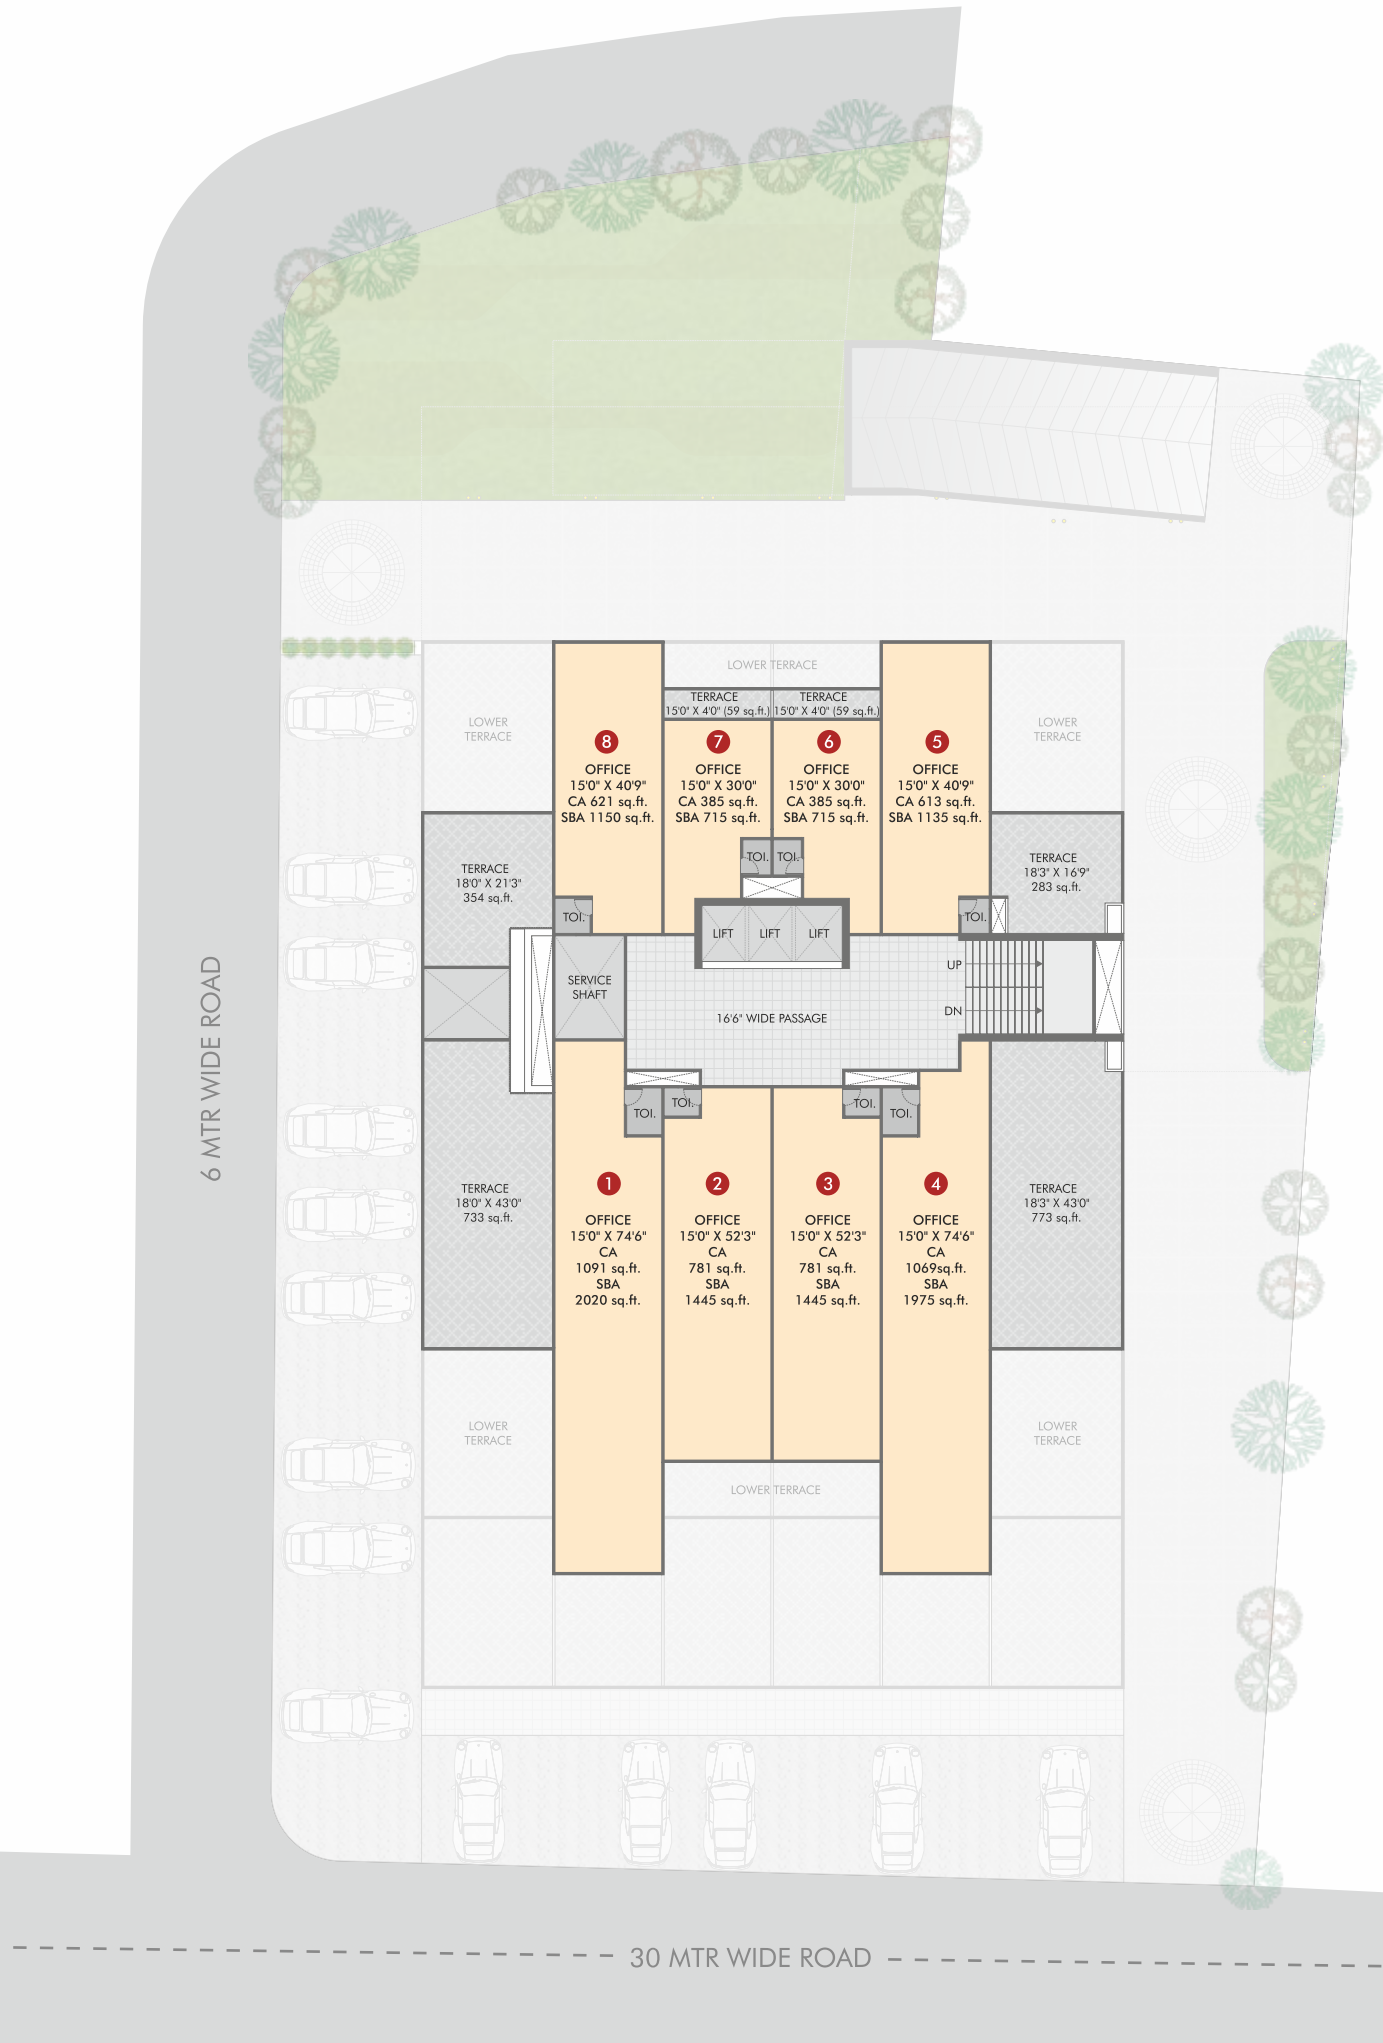 LOWER TERRACE
TERRACE
15'0" X 4'0" (59 sq.ft.)
TERRACE
15'0" X 4'0" (59 sq.ft.)
LOWER
TERRACE
8
OFFICE
15'0" X 40'9"
CA 621 sq.ft.
SBA 1150 sq.ft.
7
OFFICE
15'0" X 30'0"
CA 385 sq.ft.
SBA 715 sq.ft.
6
OFFICE
15'0" X 30'0"
CA 385 sq.ft.
SBA 715 sq.ft.
5
OFFICE
15'0" X 40'9"
CA 613 sq.ft.
SBA 1135 sq.ft.
LOWER
TERRACE
TERRACE
18'0" X 21'3"
354 sq.ft.
TOI.
TOI.
TERRACE
18'3" X 16'9"
283 sq.ft.
TOI.
TOI.
LIFT
LIFT
LIFT
SERVICE
SHAFT
UP
DN
16'6" WIDE PASSAGE
6 MTR WIDE ROAD
TOI.
TOI.
TOI.
TOI.
TERRACE
18'0" X 43'0"
733 sq.ft.
1
OFFICE
15'0" X 74'6"
CA
1091 sq.ft.
SBA
2020 sq.ft.
2
OFFICE
15'0" X 52'3"
CA
781 sq.ft.
SBA
1445 sq.ft.
3
OFFICE
15'0" X 52'3"
CA
781 sq.ft.
SBA
1445 sq.ft.
4
OFFICE
15'0" X 74'6"
CA
1069sq.ft.
SBA
1975 sq.ft.
TERRACE
18'3" X 43'0"
773 sq.ft.
LOWER
TERRACE
LOWER TERRACE
LOWER
TERRACE
30 MTR WIDE ROAD